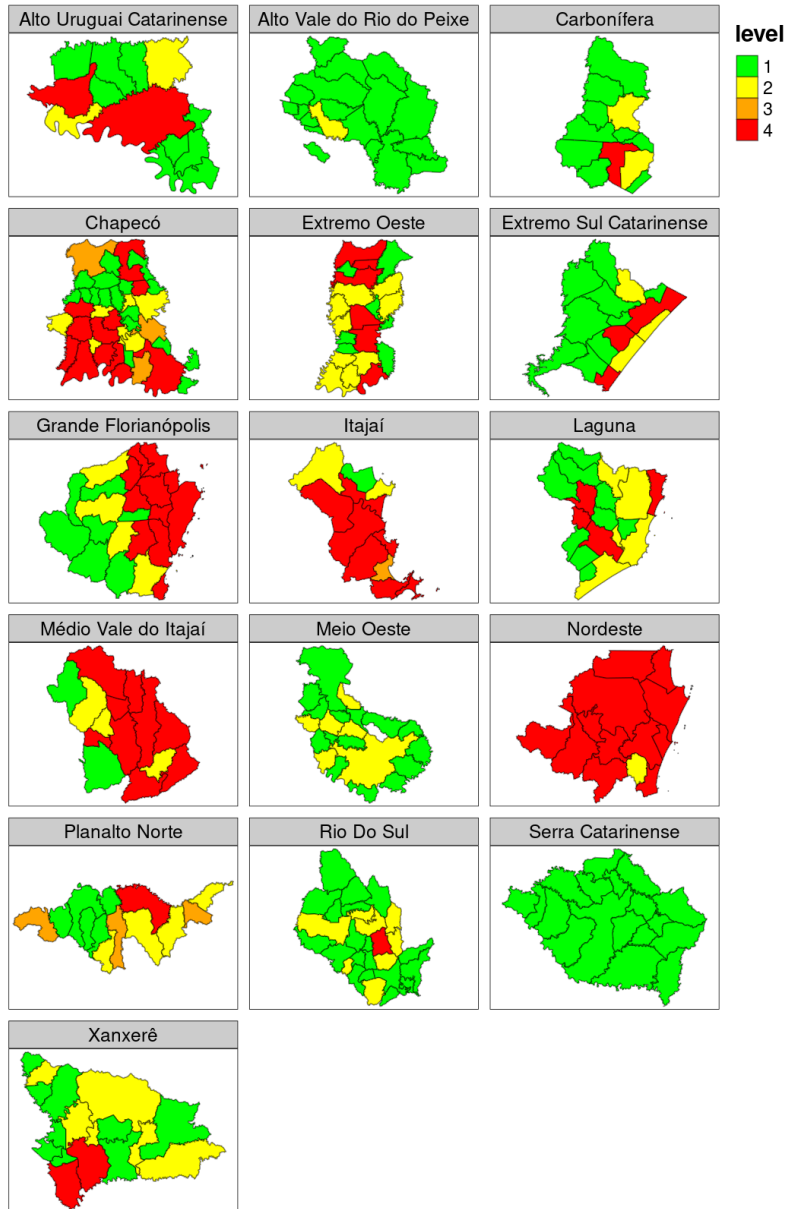 Alto Uruguai Catarinense
Alto Vale do Rio do Peixe
Carbonífera
level
1
2
3
4
Chapecó
Extremo Oeste
Extremo Sul Catarinense
Grande Florianópolis
Itajaí
Laguna
Médio Vale do Itajaí
Meio Oeste
Nordeste
Planalto Norte
Rio Do Sul
Serra Catarinense
Xanxerê